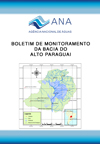 ANA
AGÊNCIA NACIONAL DE ÁGUAS
BOLETIM DE MONITORAMENTO
DA BACIA DO
ALTO PARAGUAI